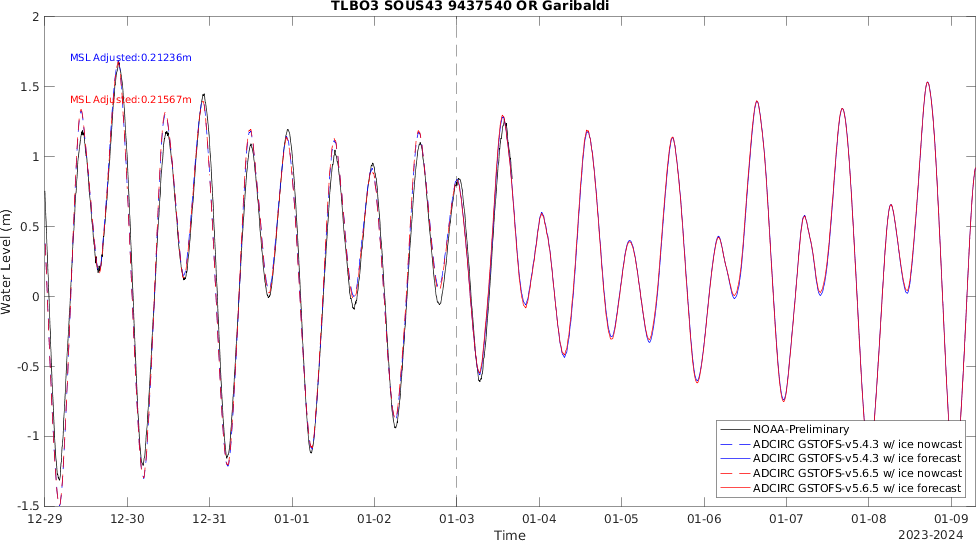 TLBO3 SOUS43 9437540 OR Garibaldi
MSL Adjusted:0.21236m
MSL Adjusted:0.21567m
Water Level (m)
2
1.5
1
0.5
0
-0.5
-1
-1.5
NOAA-Preliminary
ADCIRC GSTOFS-v5.4.3 w/ ice nowcast
ADCIRC GSTOFS-v5.4.3 w/ ice forecast
ADCIRC GSTOFS-v5.6.5 w/ ice nowcast
ADCIRC GSTOFS-v5.6.5 w/ ice forecast
12-29 12-30 12-31 01-01 01-02 01-03 01-04 01-05 01-06 01-07 01-08 01-09
Time
2023-2024